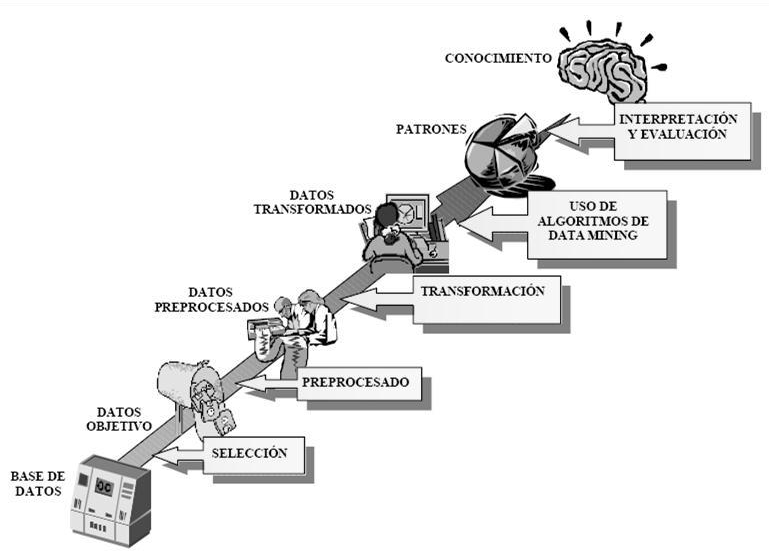 CONOCIMIENTO
INTERPRETACIÓN
Y EVALUACIÓN
PATRONES
USO DE
ALGORITMOS DE
DATA MINING
DATOS
TRANSFORMADOS
TRANSFORMACIÓN
DATOS
PREPROCESADOS
PREPROCESADO
DATOS
OBJETIVO
SELECCIÓN
BASE DE
DATOS